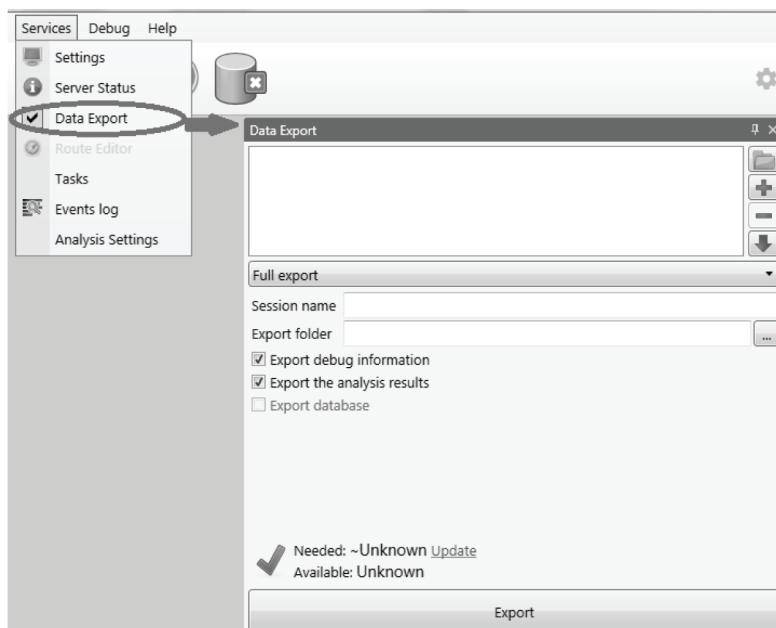 Services Debug Help
Settings
Server Status
Data Export
Route Editor
Tasks
Events log
Analysis Settings
Data Export
Full export
Session name
Export folder
...
Export debug information
Export the analysis results
Export database
Needed: ~Unknown Update
Available: Unknown
Export